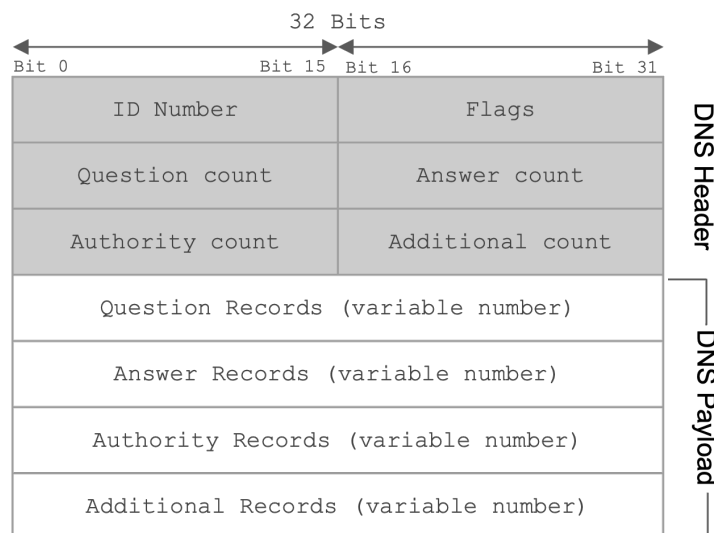 32 Bits
Bit 0 Bit 15 Bit 16 Bit 31
ID Number Flags
Question count Answer count
Authority count Additional count
DNS Header
Question Records (variable number)
Answer Records (variable number)
Authority Records (variable number)
Additional Records (variable number)
DNS Payload